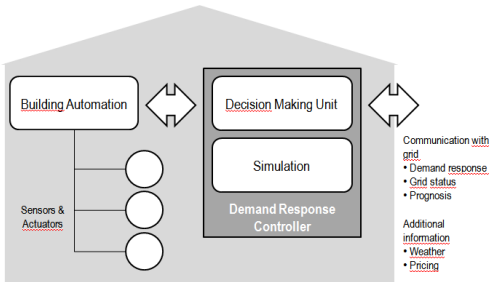 Building Automation
Decision Making Unit
Simulation
Demand Response
Controller
Sensors &
Actuators
Communication with
grid
• Demand response
• Grid status
• Prognosis
Additional
information
• Weather
• Pricing